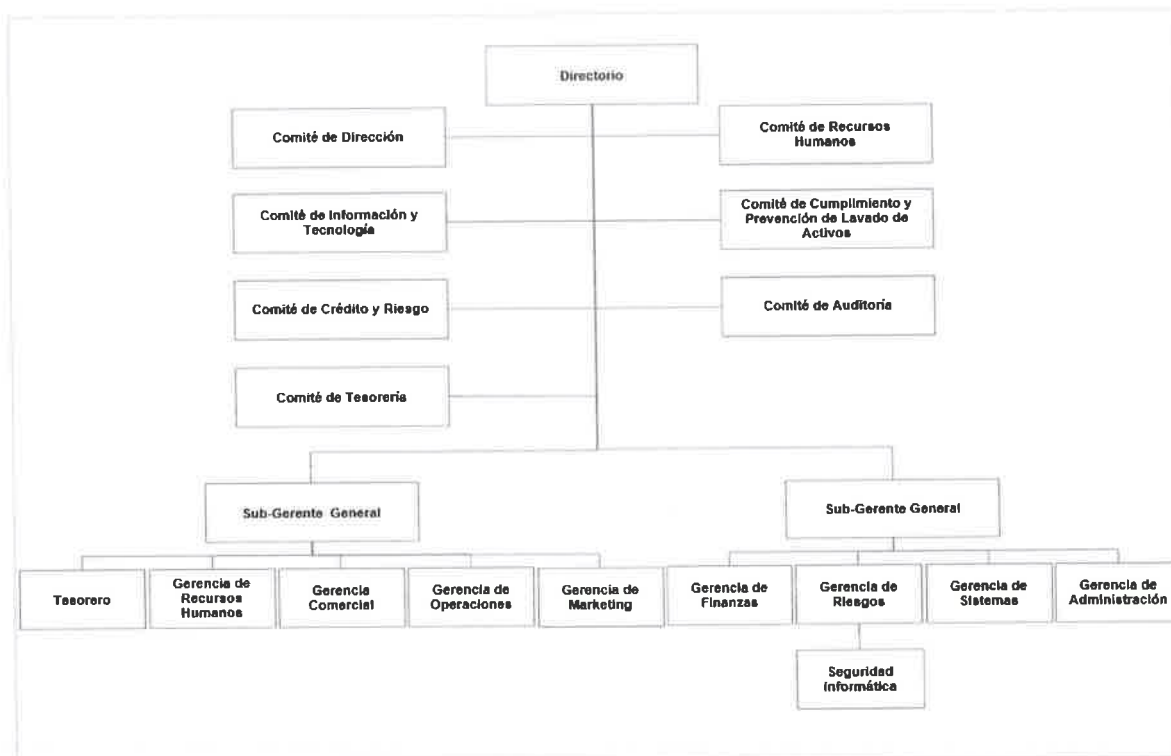 Directorio
Comité de Dirección
Comité de Recursos
Humanos
Comité de Información y
Tecnología
Comité de Cumplimiento y
Prevención de Lavado de
Activos
Comité de Crédito y Riesgo
Comité de Auditoría
Comité de Tesorería
Sub-Gerente General
Sub-Gerente General
Tesorero
Gerencia de
Recursos
Humanos
Gerencia
Comercial
Gerencia de
Operaciones
Gerencia de
Marketing
Gerencia de
Finanzas
Gerencia de
Riesgos
Gerencia de
Sistemas
Gerencia de
Administración
Seguridad
Informática